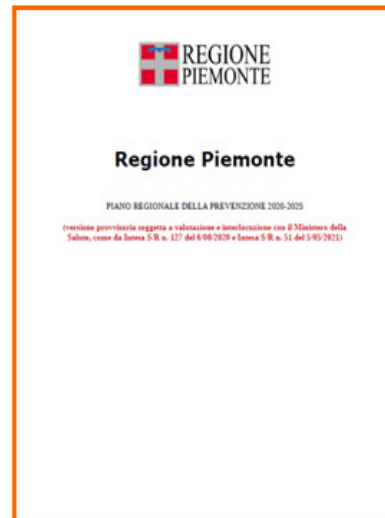 REGIONE
PIEMONTE
Regione Piemonte
PIANO REGIONALE DELLA PREVENZIONE 2020-2025
(versione provvisoria soggetta a valutazione e interlocuzione con il Ministero della
Salute, come da Intesa S/R n. 127 del 6/08/2020 e Intesa S/R n. 51 del 5/05/2021)